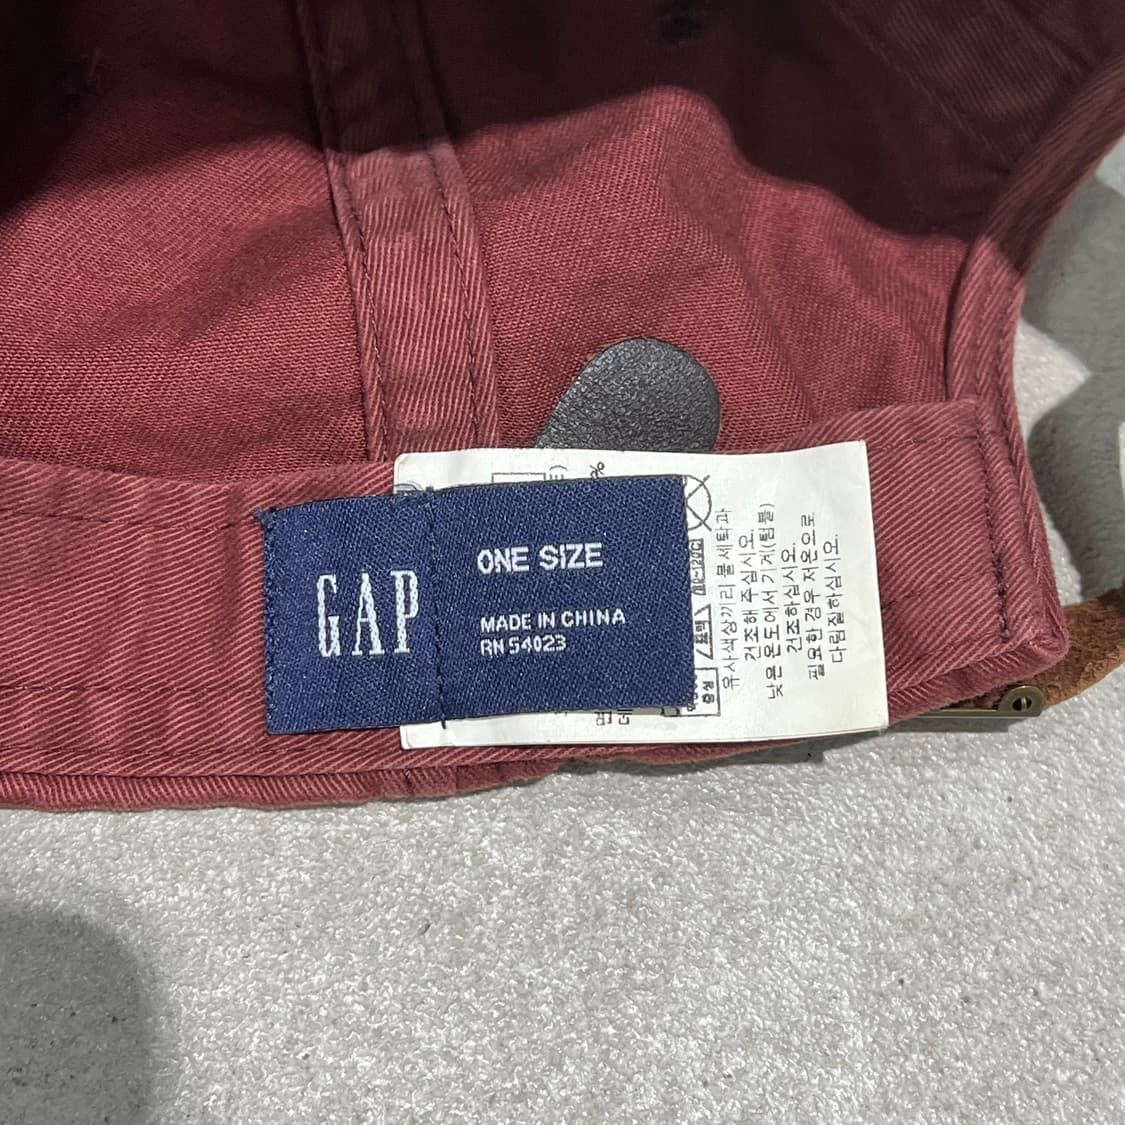 GAP
ONE SIZE
MADE IN CHINA
RN 54023
%
유사색상끼리 물세탁과
건조해 주십시오.
낮은 온도에서 기계(텀블)
건조하십시오.
필요한 경우 저온으로
다림질하십시오.
중성